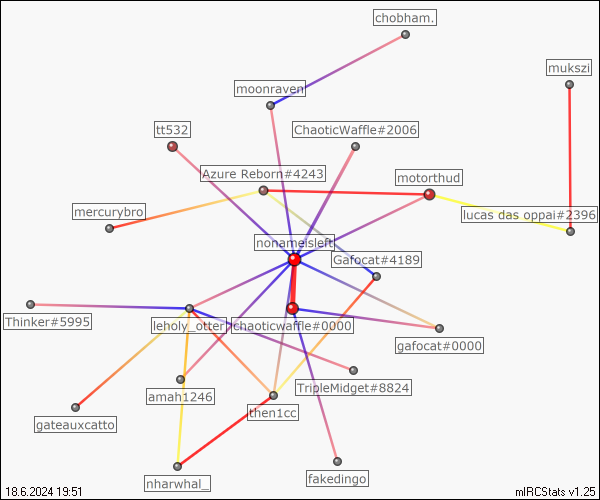 chobham.
mukszi
moonraven
tt532
ChaoticWaffle#2006
Azure Reborn#4243
motorthud
mercurybro
lucas das oppai#2396
nonameisleft
Gafocat#4189
Thinker#5995
leholy_otter
chaoticwaffle#0000
gafocat#0000
amah1246
TripleMidget#8824
then1cc
gateauxcatto
nharwhal_
fakedingo
18.6.2024 19:51
mIRCStats v1.25